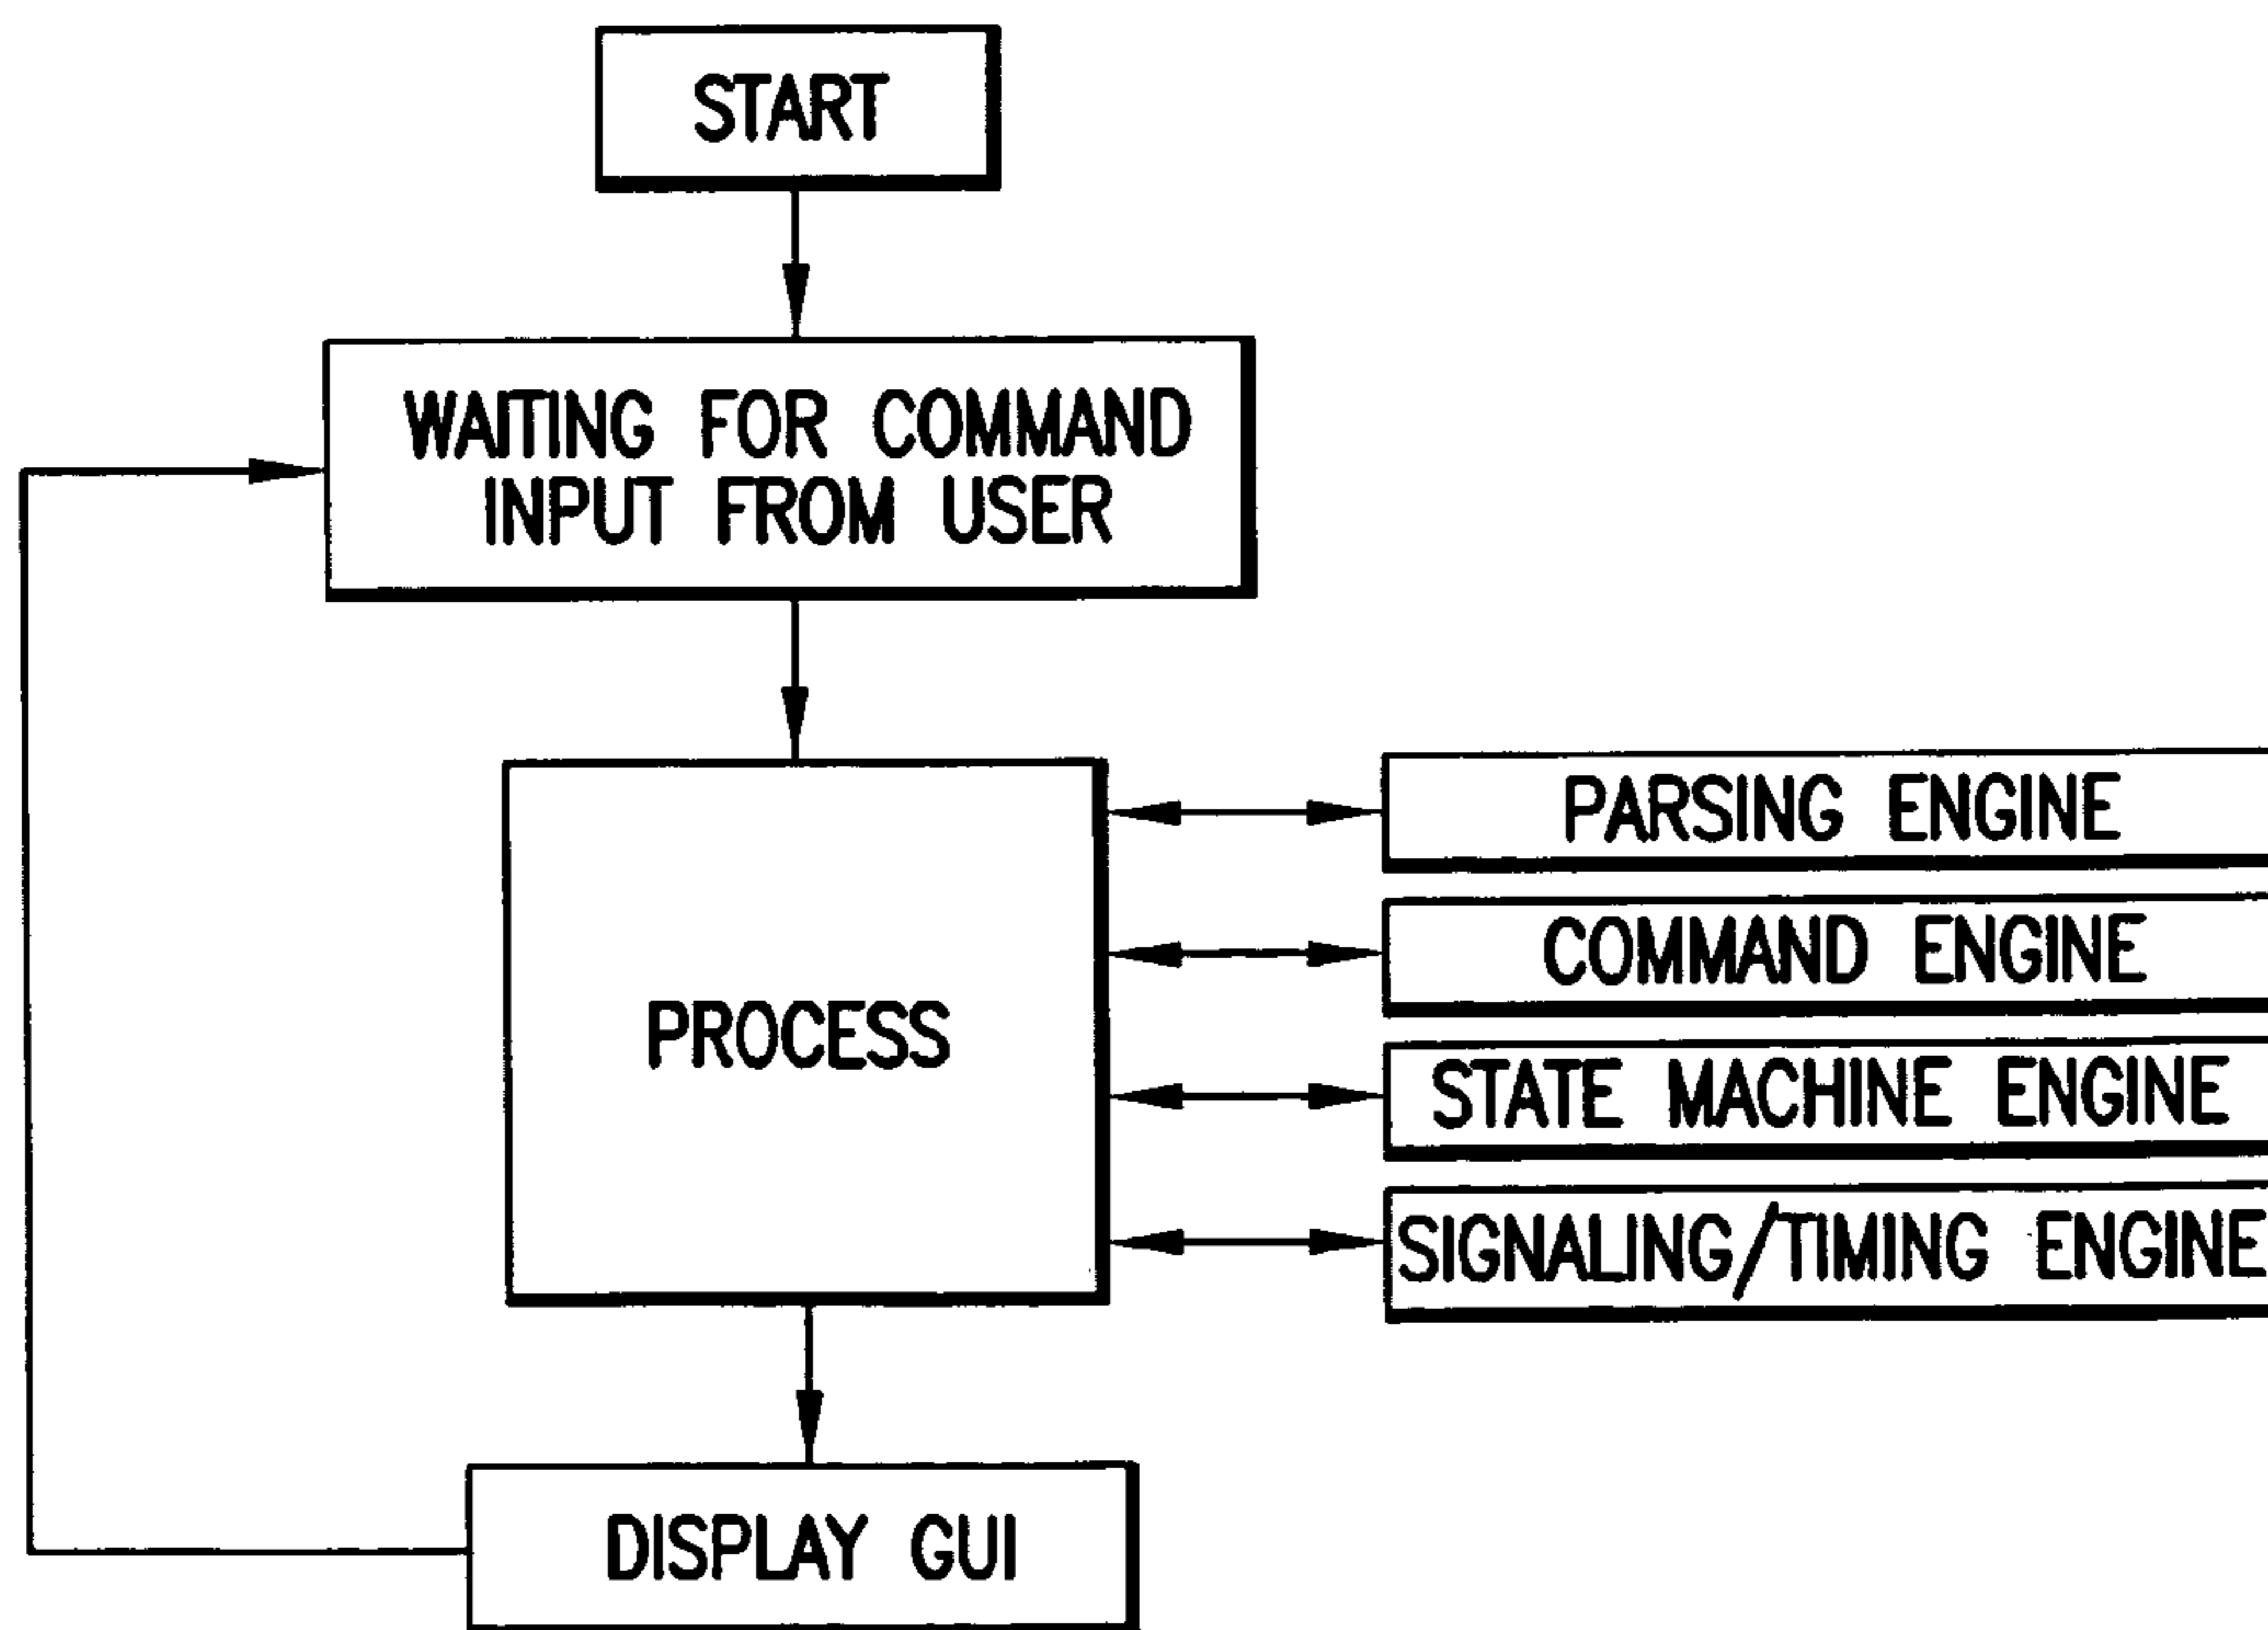 START
WAITING FOR COMMAND
INPUT FROM USER
PROCESS
PARSING ENGINE
COMMAND ENGINE
STATE MACHINE ENGINE
SIGNALING/TIMING ENGINE
DISPLAY GUI